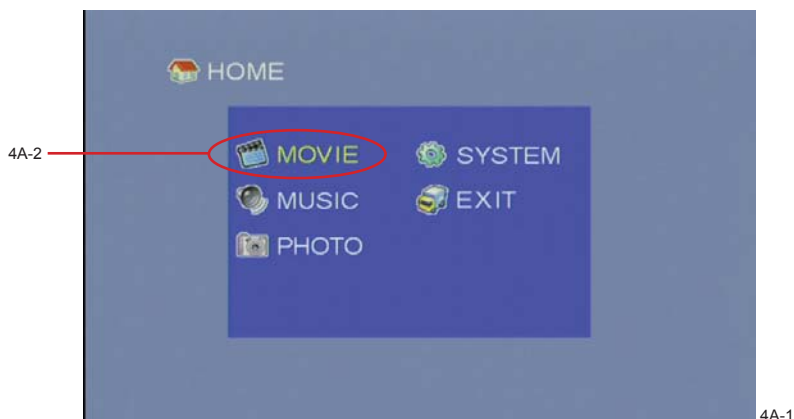 HOME
4A-2
MOVIE SYSTEM
MUSIC EXIT
PHOTO
4A-1